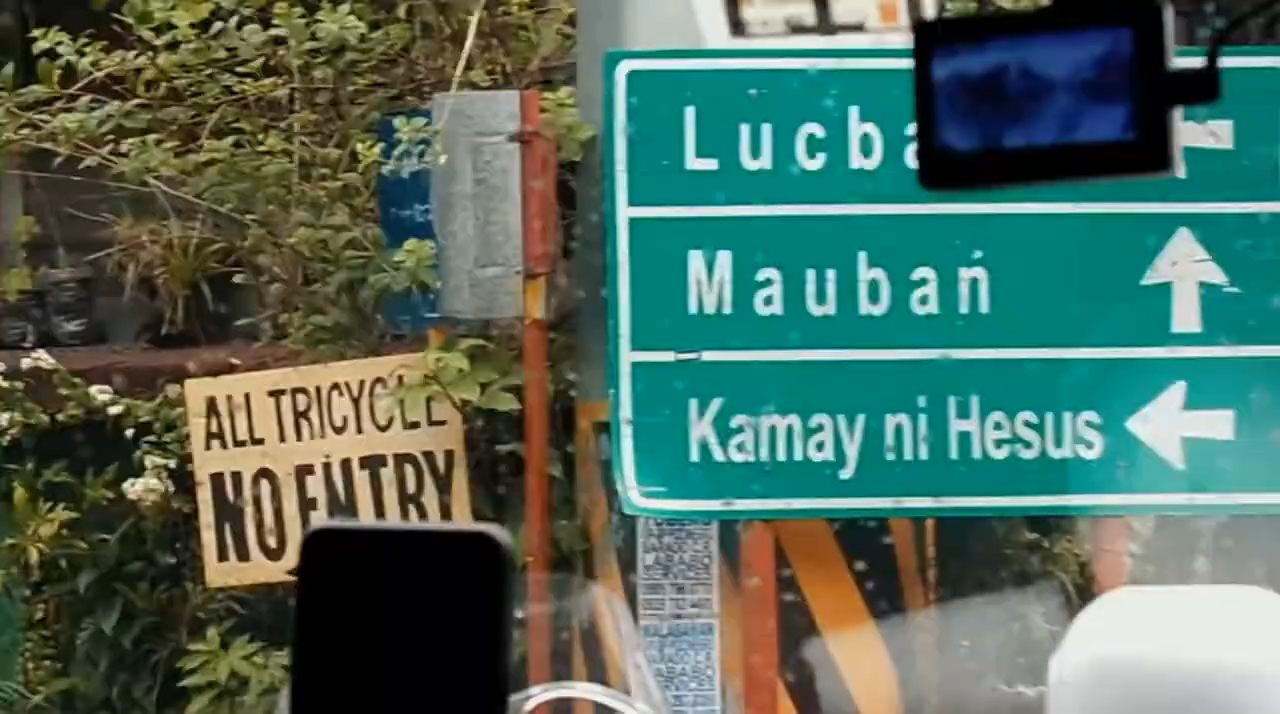 Lucba
Maubań
Kamay ni Hesus
ALL TRICYCLE
NO ENTRY